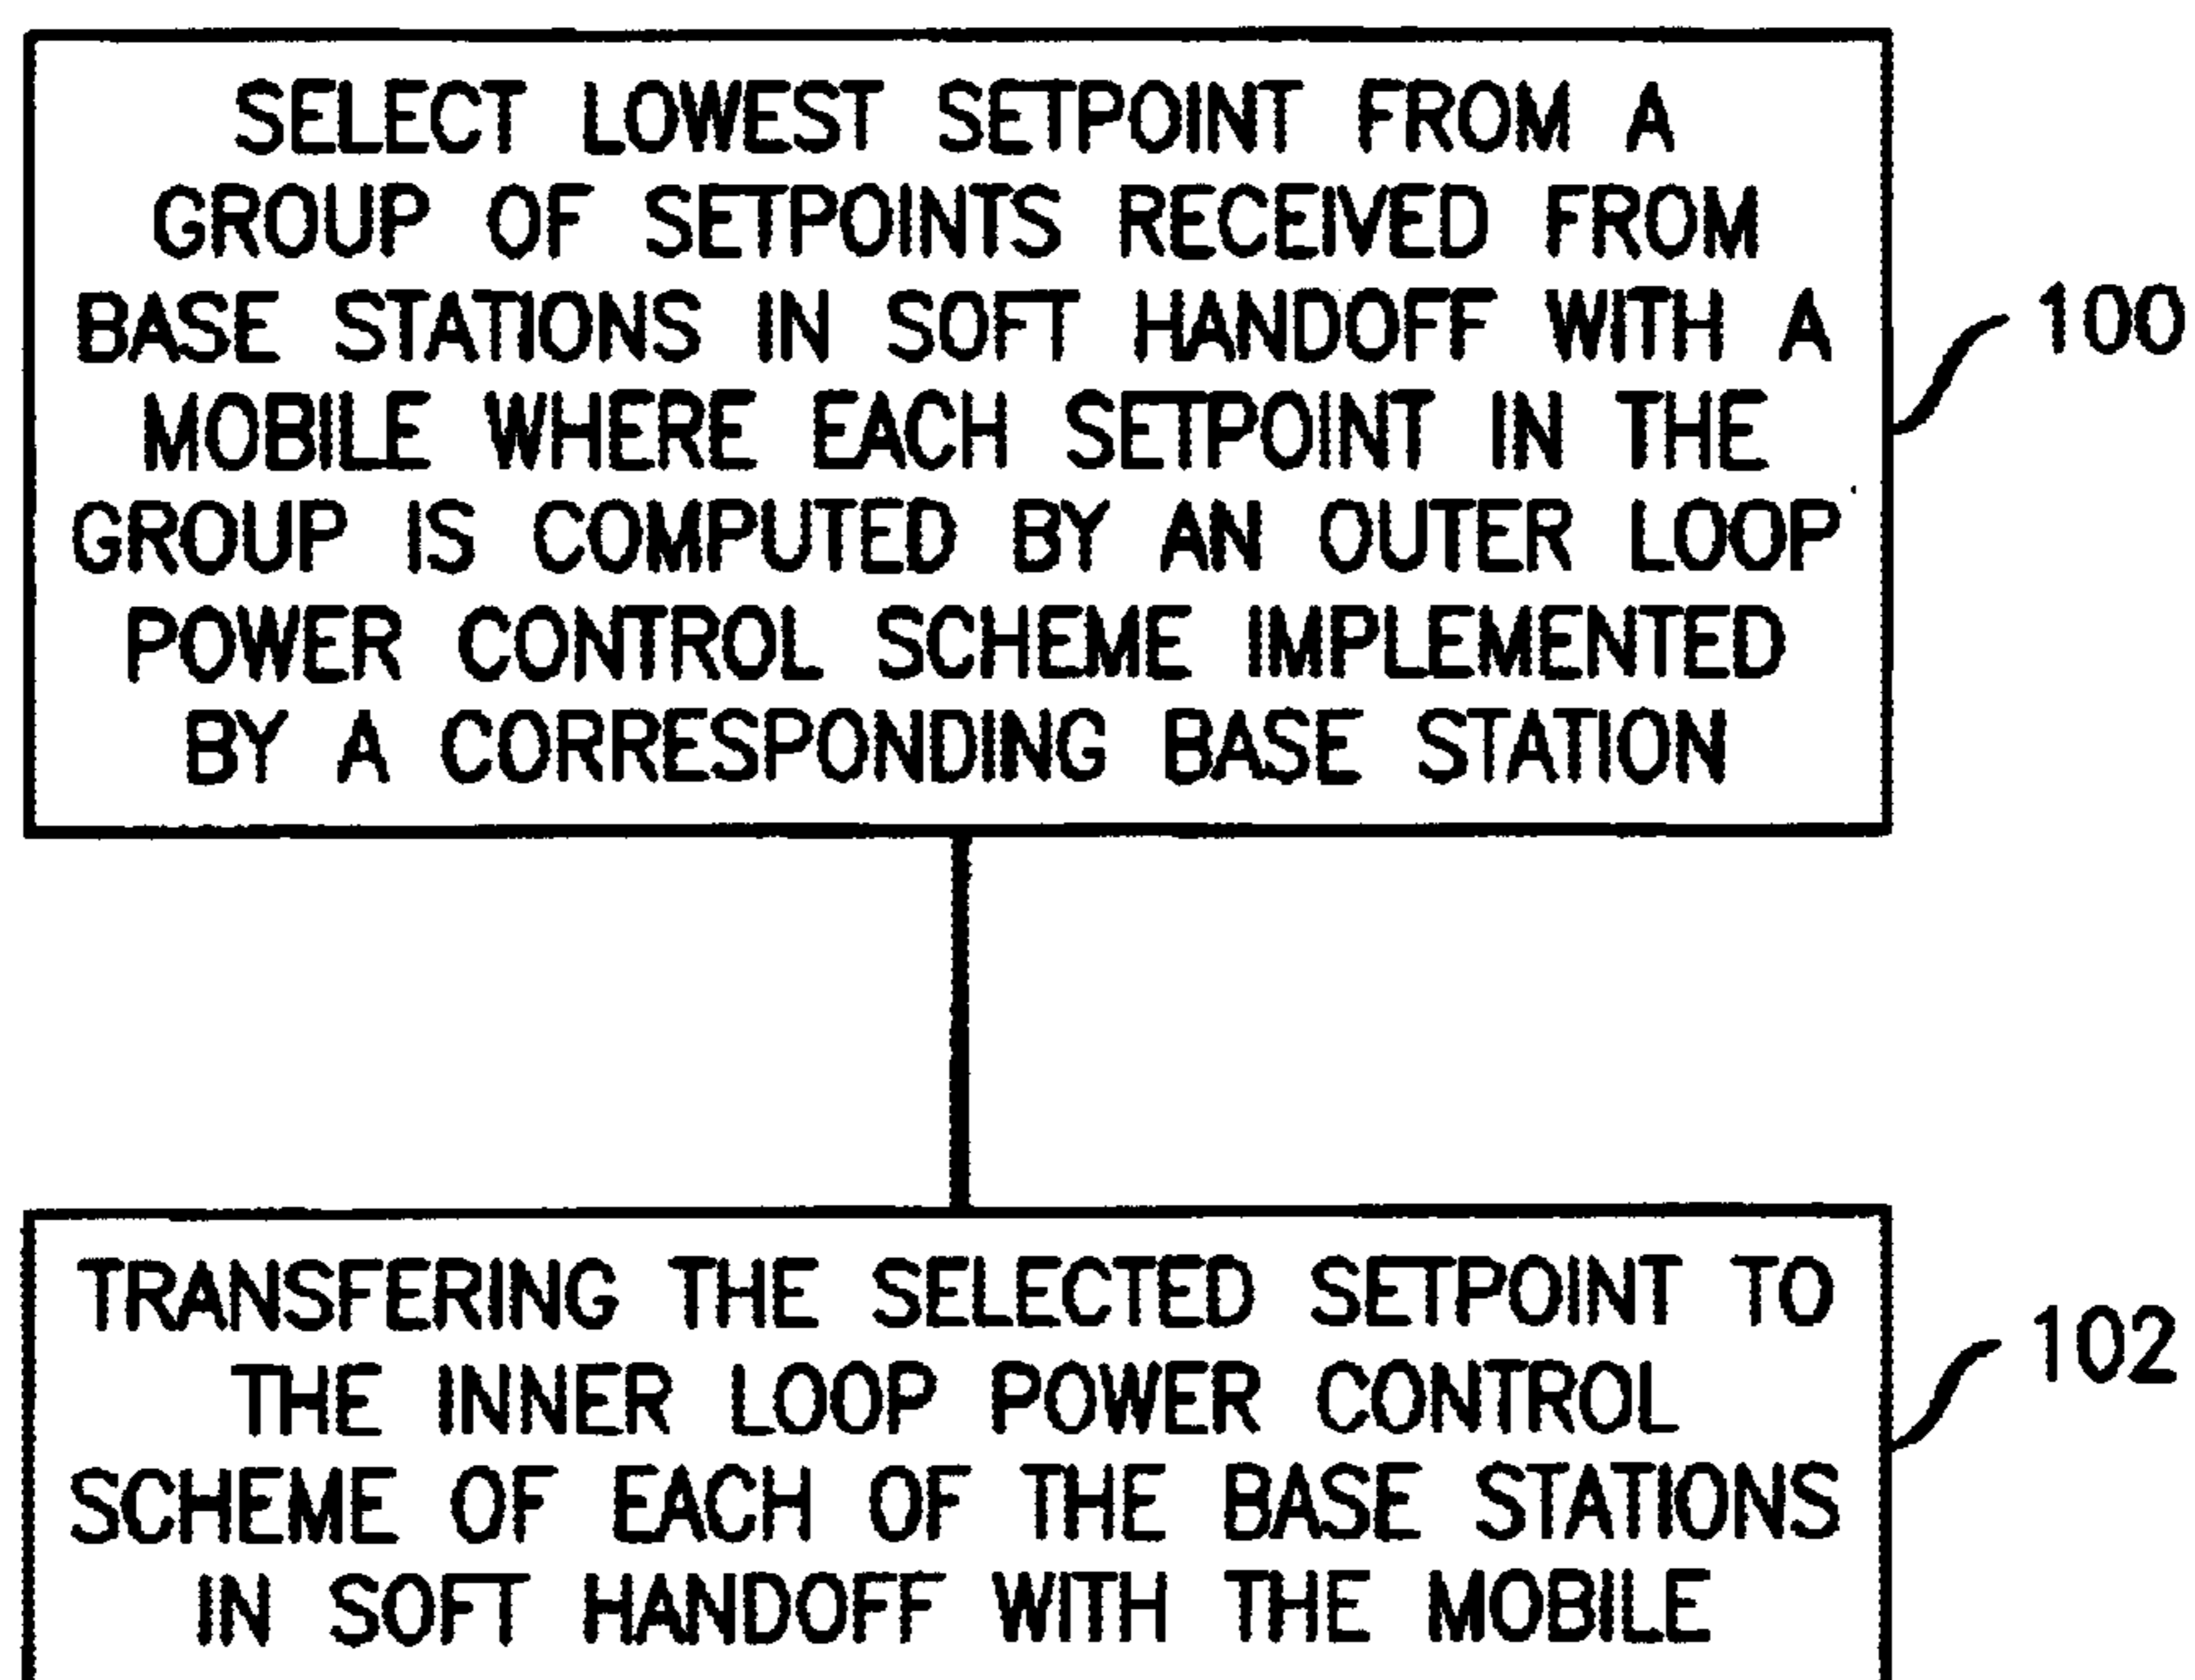 SELECT LOWEST SETPOINT FROM A
GROUP OF SETPOINTS RECEIVED FROM
BASE STATIONS IN SOFT HANDOFF WITH A
MOBILE WHERE EACH SETPOINT IN THE
GROUP IS COMPUTED BY AN OUTER LOOP
POWER CONTROL SCHEME IMPLEMENTED
BY A CORRESPONDING BASE STATION
100
TRANSFERING THE SELECTED SETPOINT TO
THE INNER LOOP POWER CONTROL
SCHEME OF EACH OF THE BASE STATIONS
IN SOFT HANDOFF WITH THE MOBILE
102